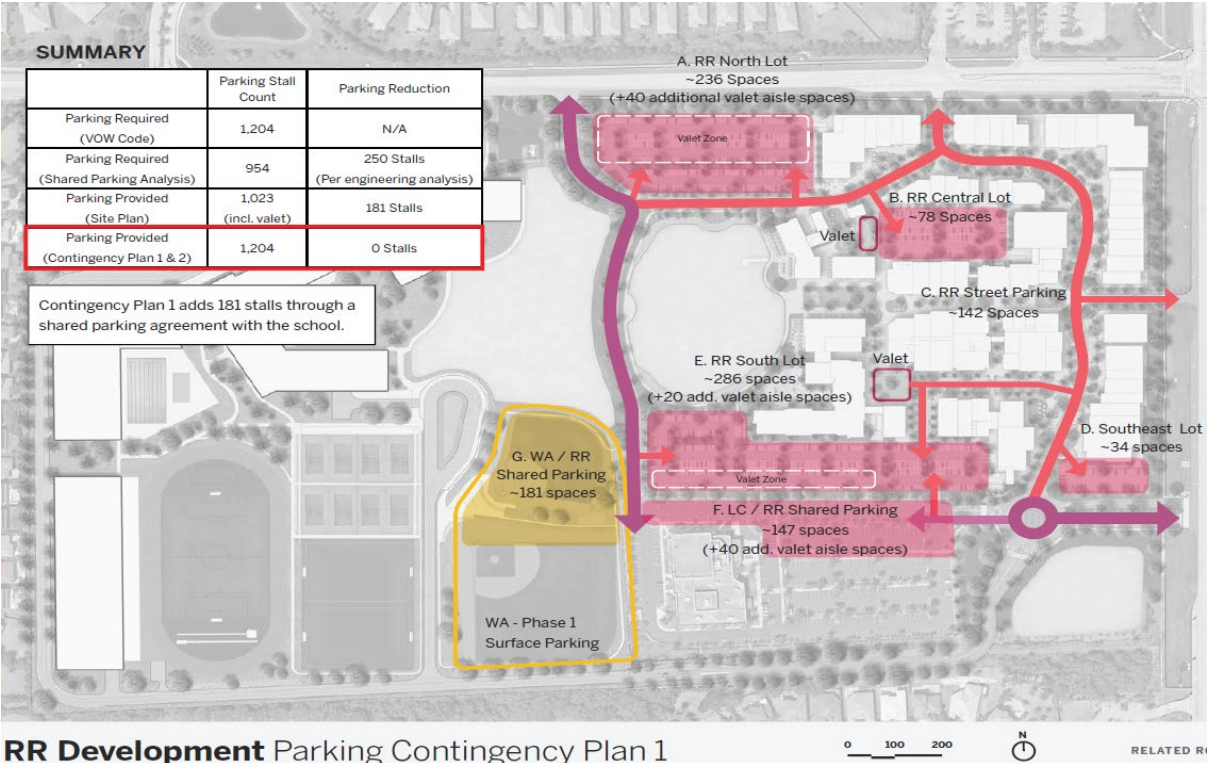 SUMMARY
Parking Stall
Count
Parking Reduction
Parking Required
(VOW Code)
1,204
N/A
Parking Required
(Shared Parking Analysis)
954
250 Stalls
(Per engineering analysis)
Parking Provided
(Site Plan)
1,023
(incl. valet)
181 Stalls
Parking Provided
(Contingency Plan 1 & 2)
1,204
0 Stalls
Contingency Plan 1 adds 181 stalls through a
shared parking agreement with the school.
A. RR North Lot
~236 Spaces
(+40 additional valet aisle spaces)
Valet Zone
B. RR Central Lot
~78 Spaces
Valet
C. RR Street Parking
~142 Spaces
E. RR South Lot
~286 spaces
(+20 add. valet aisle spaces)
Valet
D. Southeast Lot
~34 spaces
G. WA / RR
Shared Parking
~181 spaces
Valet Zone
F. LC / RR Shared Parking
~147 spaces
(+40 add. valet aisle spaces)
WA - Phase 1
Surface Parking
RR Development Parking Contingency Plan 1
0 100 200
N
RELATED RO